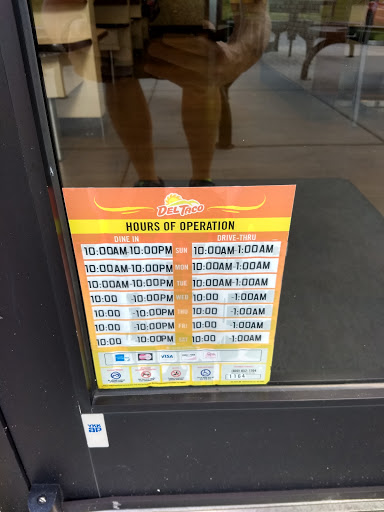 DEL TACO
HOURS OF OPERATION
DINE IN DRIVE-THRU
10:00AM-10:00PM SUN 10:00AM-1:00AM
10:00AM-10:00PM MON 10:00AM-1:00AM
10:00AM-10:00PM TUE 10:00AM-1:00AM
10:00 -10:00PM WED 10:00 -1:00AM
10:00 -10:00PM THU 10:00 -1:00AM
10:00 -10:00PM FRI 10:00 -1:00AM
10:00 -10:00PM 10:00 -1:00AM
VISA
1164
YKK
ap